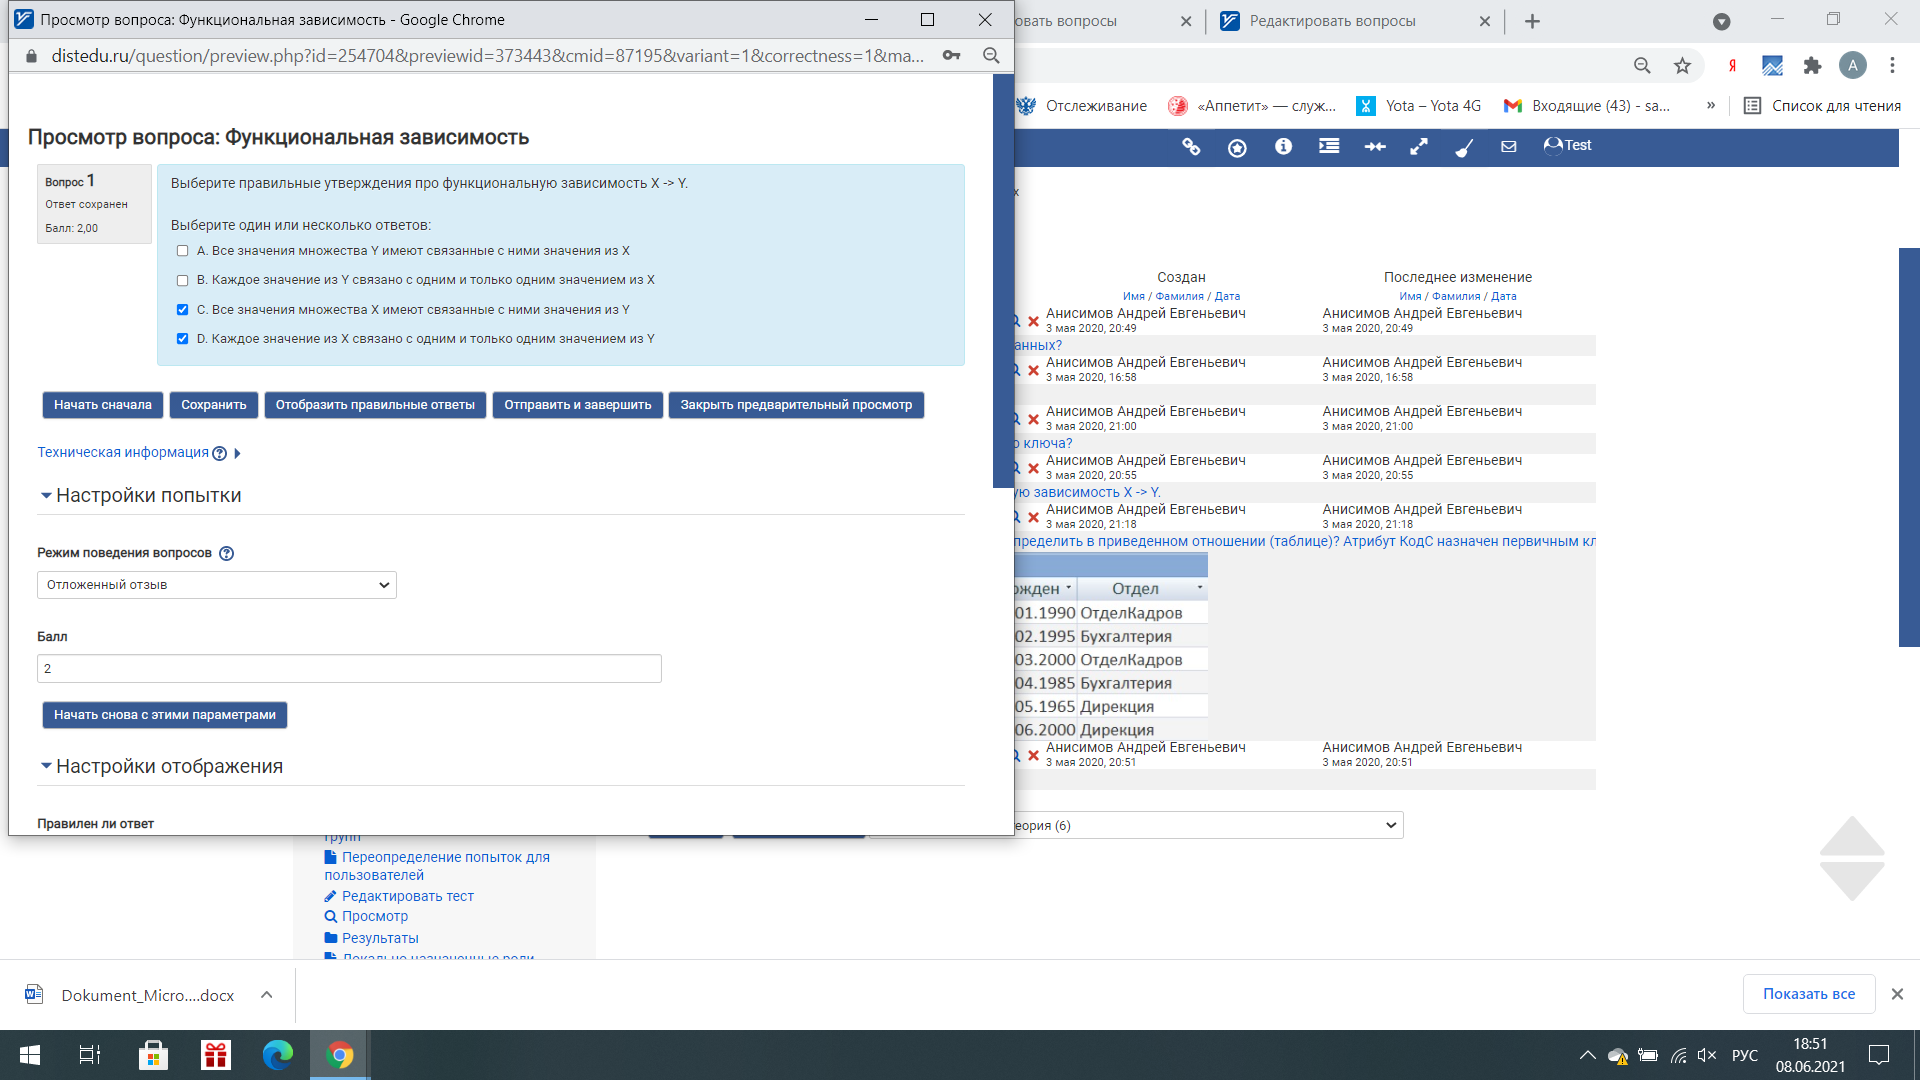 Просмотр вопроса: Функциональная зависимость - Google Chrome
овать вопросы
Редактировать вопросы
distedu.ru/question/preview.php?id=254704&previewid=373443&cmid=87195&variant=1&correctness=1&ma...
Я
A
Отслеживание
«Аппетит» — служ...
Yota – Yota 4G
Входящие (43) - sa...
»
Список для чтения
Test
Просмотр вопроса: Функциональная зависимость
Вопрос 1
Ответ сохранен
Балл: 2,00
Выберите правильные утверждения про функциональную зависимость X -> Y.
Выберите один или несколько ответов:
A. Все значения множества Y имеют связанные с ними значения из X
B. Каждое значение из Y связано с одним и только одним значением из X
C. Все значения множества X имеют связанные с ними значения из Y
D. Каждое значение из X связано с одним и только одним значением из Y
Начать сначала
Сохранить
Отобразить правильные ответы
Отправить и завершить
Закрыть предварительный просмотр
Техническая информация
Настройки попытки
Режим поведения вопросов
Отложенный отзыв
Балл
2
Начать снова с этими параметрами
Настройки отображения
Правилен ли ответ
х
Создан
Последнее изменение
Имя / Фамилия / Дата
Имя / Фамилия / Дата
Анисимов Андрей Евгеньевич
Анисимов Андрей Евгеньевич
3 мая 2020, 20:49
3 мая 2020, 20:49
анных?
Анисимов Андрей Евгеньевич
Анисимов Андрей Евгеньевич
3 мая 2020, 16:58
3 мая 2020, 16:58
Анисимов Андрей Евгеньевич
Анисимов Андрей Евгеньевич
3 мая 2020, 21:00
3 мая 2020, 21:00
о ключа?
Анисимов Андрей Евгеньевич
Анисимов Андрей Евгеньевич
3 мая 2020, 20:55
3 мая 2020, 20:55
ую зависимость X -> Y.
Анисимов Андрей Евгеньевич
Анисимов Андрей Евгеньевич
3 мая 2020, 21:18
3 мая 2020, 21:18
пределить в приведенном отношении (таблице)? Атрибут КодС назначен первичным кл
ожден
Отдел
01.1990 ОтделКадров
02.1995 Бухгалтерия
03.2000 ОтделКадров
04.1985 Бухгалтерия
05.1965 Дирекция
06.2000 Дирекция
Анисимов Андрей Евгеньевич
Анисимов Андрей Евгеньевич
3 мая 2020, 20:51
3 мая 2020, 20:51
еория (6)
групп
Переопределение попыток для
пользователей
Редактировать тест
Просмотр
Результаты
Локально назначенные роли
Dokument_Micro....docx
Показать все
РУС
18:51
08.06.2021